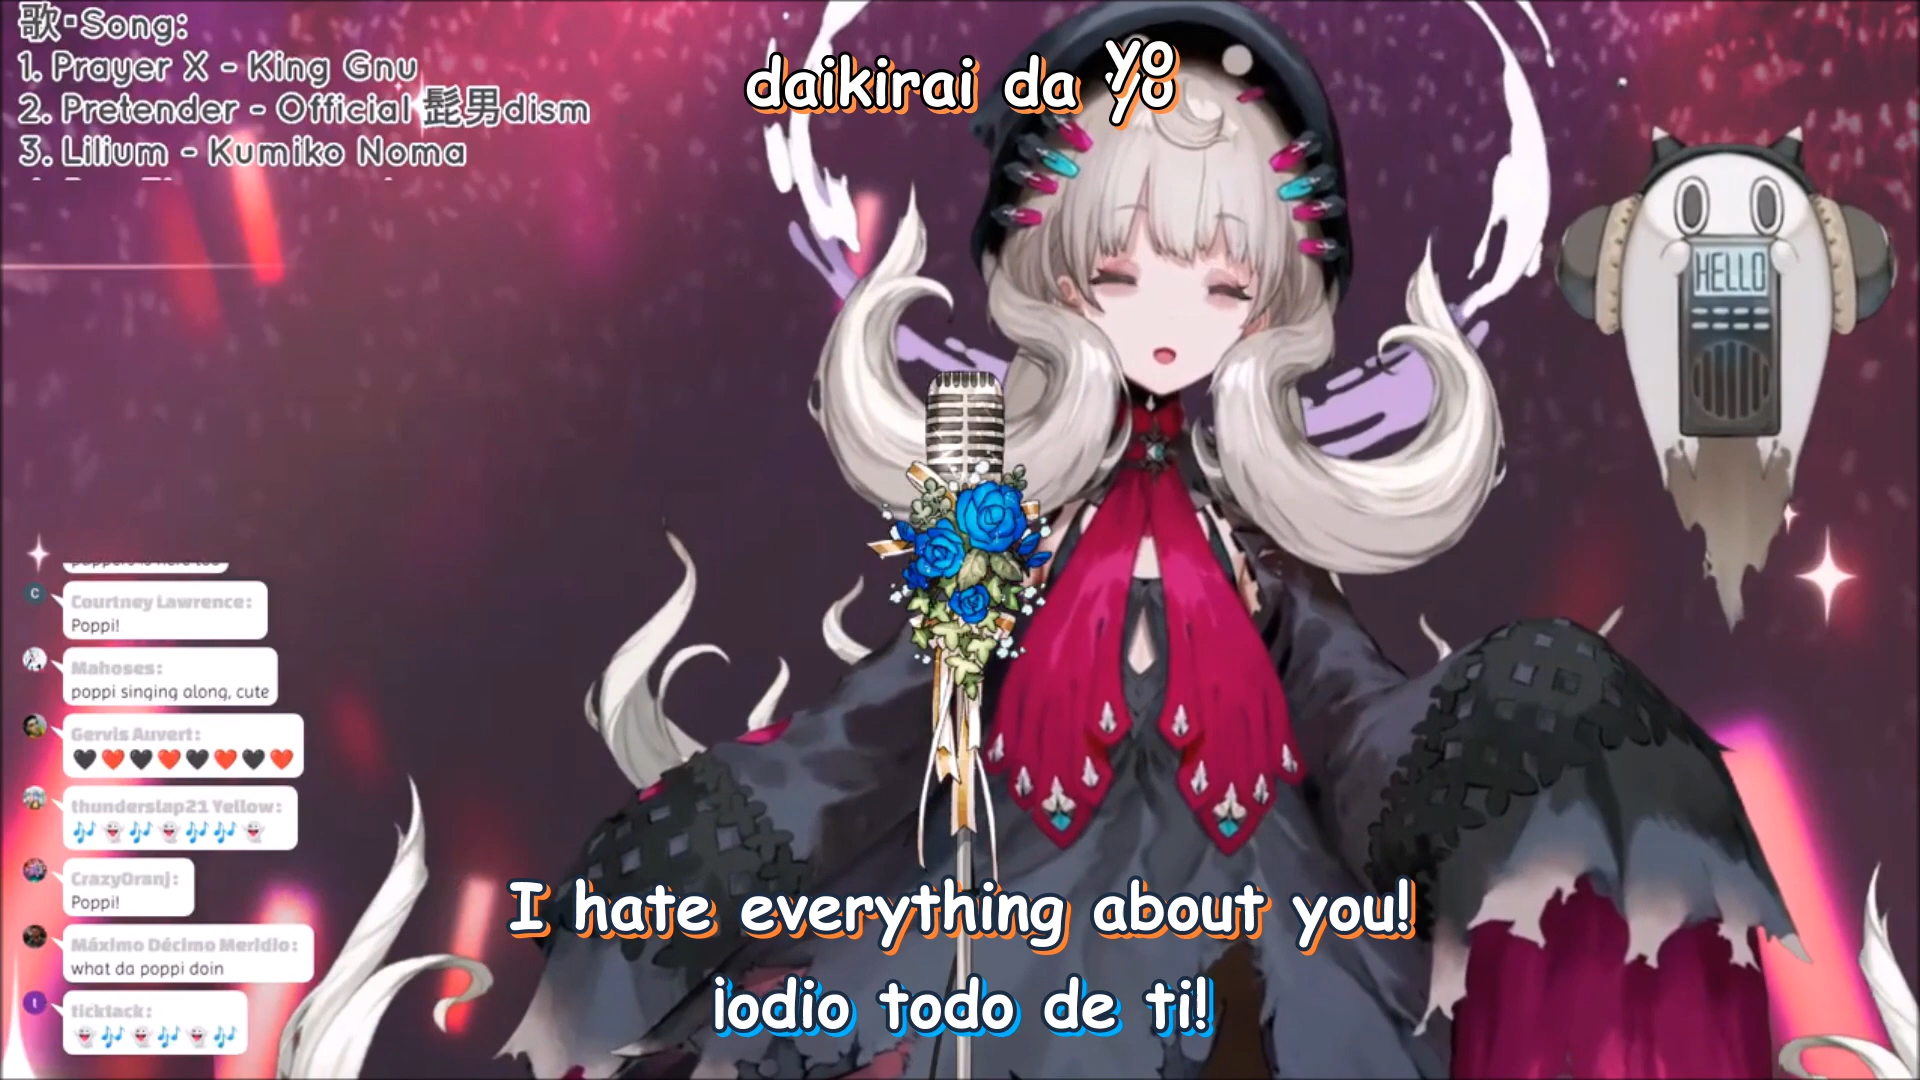 歌·Song:
1. Prayer X - King Gnu
2. Pretender - Official 髭男dism
3. Lilium - Kumiko Noma
daikirai da yo
yo
HELLO
C
Courtney Lawrence:
Poppi!
Mahoses:
poppi singing along, cute
Gervis Auvert:
🖤❤️🖤❤️🖤❤️🖤❤️
thunderslap21 Yellow:
🎶👻🎶👻🎶🎶👻
CrazyOranj:
Poppi!
Máximo Décimo Meridio:
what da poppi doin
t
ticktack:
👻🎶👻🎶👻🎶
I hate everything about you!
¡odio todo de ti!